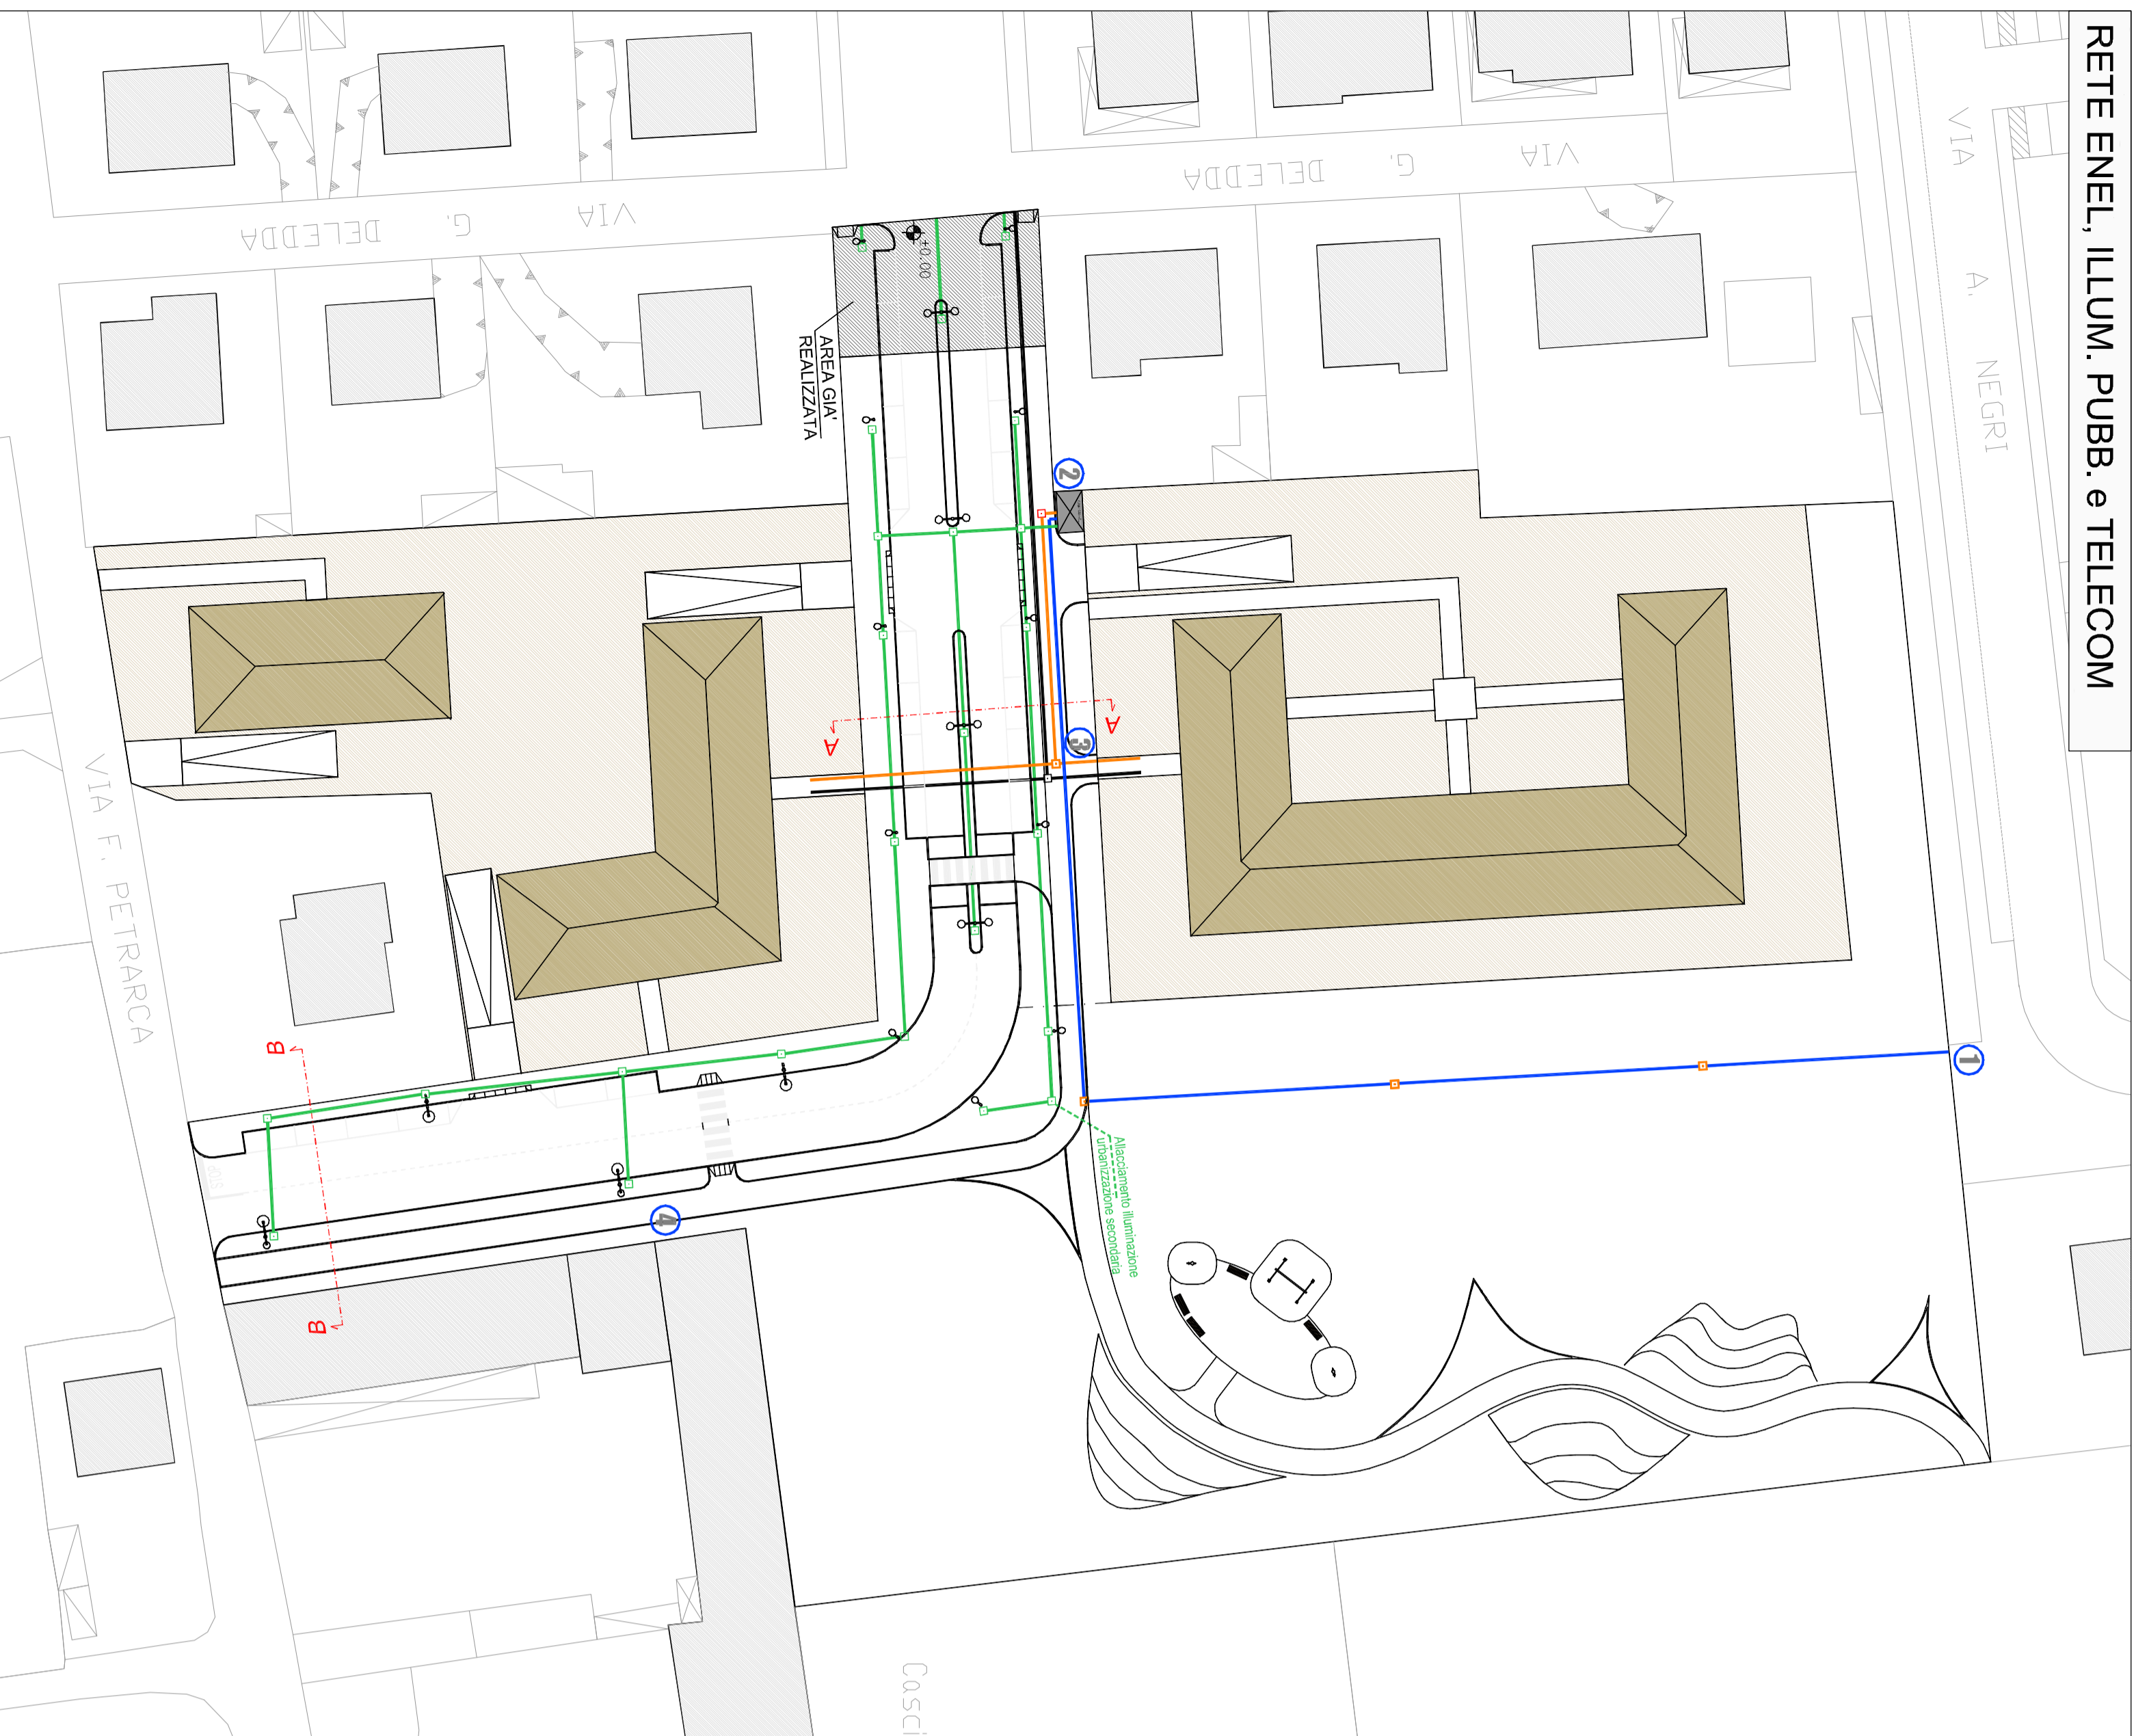 RETE ENEL, ILLUM. PUBB. e TELECOM
VIA A. NEGRI
VIA G. DELEDDA
VIA G. DELEDDA
±0.00
AREA GIA'
REALIZZATA
2
A
A
3
1
VIA F. PETRARCA
B
B
STOP
4
Allacciamento illuminazione
urbanizzazione secondaria
Casci